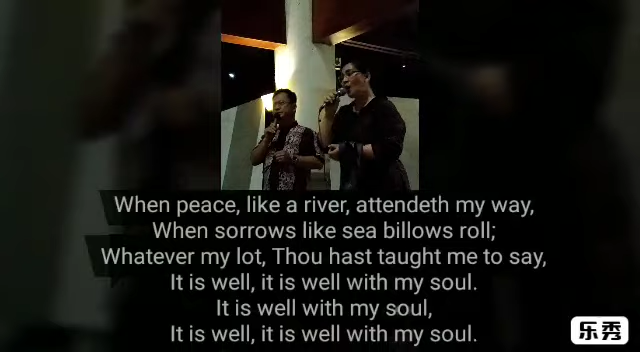 When peace, like a river, attendeth my way,
When sorrows like sea billows roll;
Whatever my lot, Thou hast taught me to say,
It is well, it is well with my soul.
It is well with my soul,
It is well, it is well with my soul.
乐秀